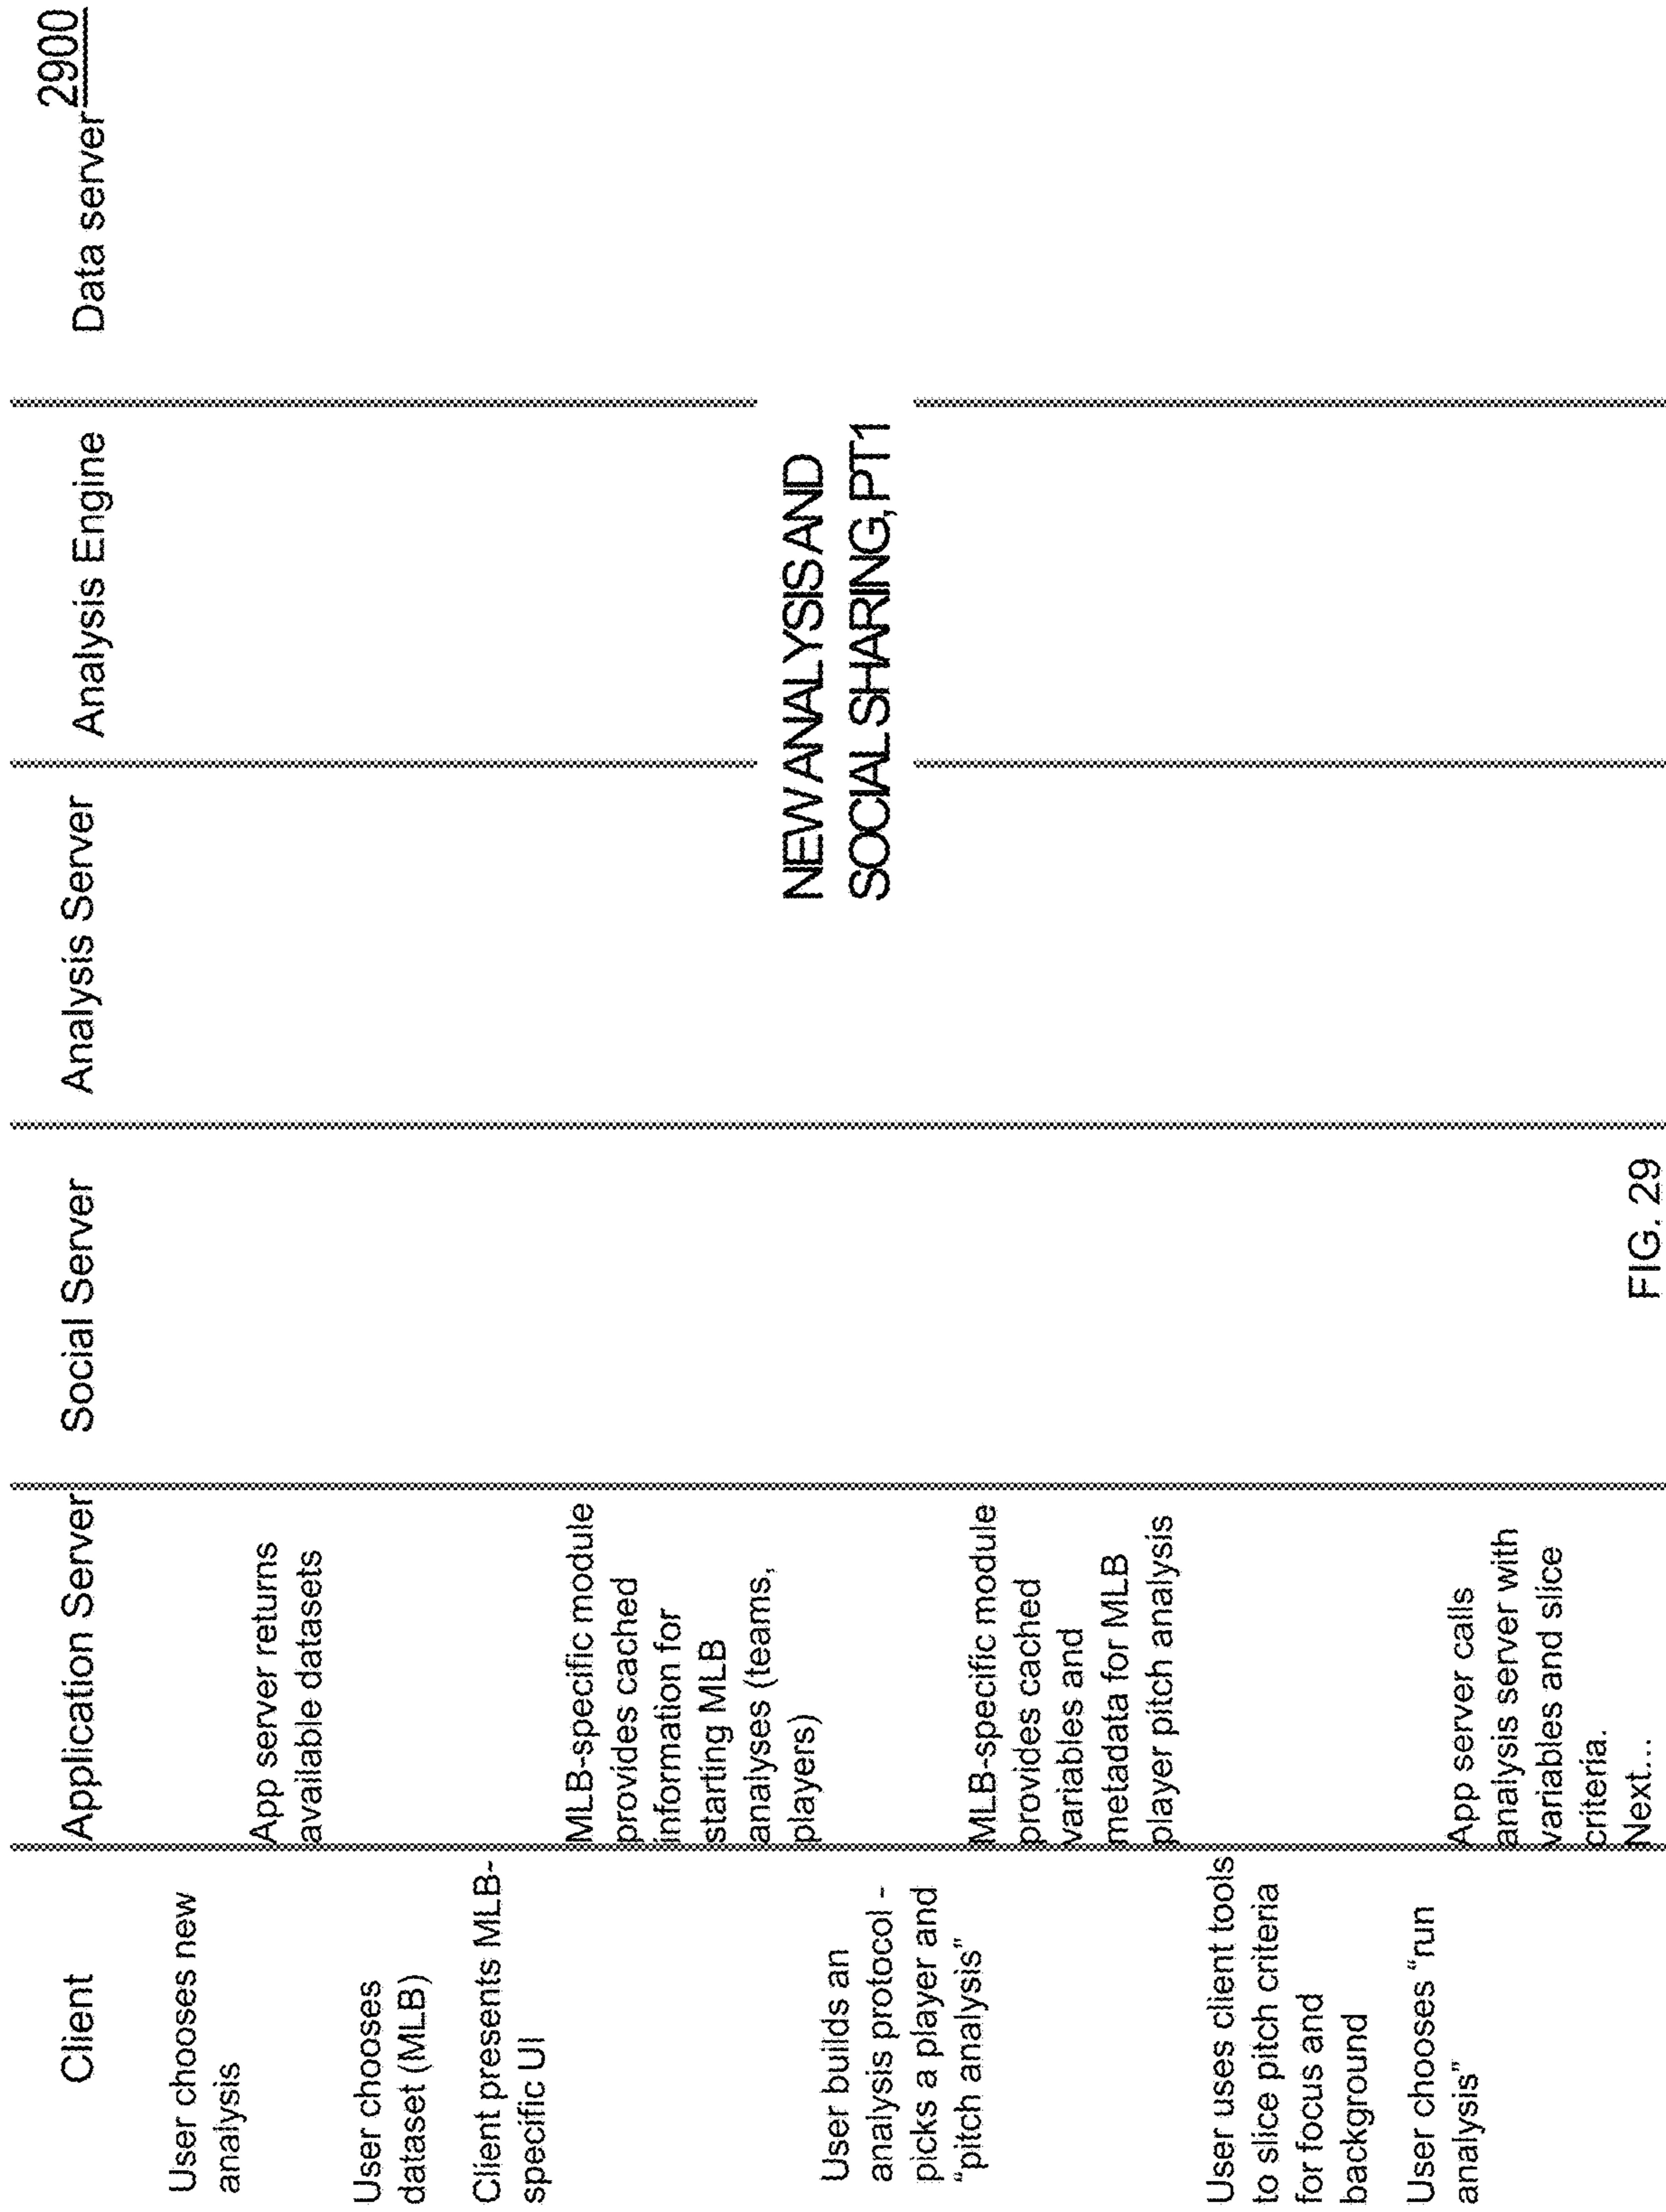 2900
Client
Application Server
Social Server
Analysis Server
Analysis Engine
Data server
User chooses new
analysis
App server returns
available datasets
User chooses
dataset (MLB)
Client presents MLB-
specific UI
MLB-specific module
provides cached
information for
starting MLB
analyses (teams,
players)
NEW ANALYSIS AND
SOCIAL SHARING, PT1
User builds an
analysis protocol -
picks a player and
“pitch analysis”
MLB-specific module
provides cached
variables and
metadata for MLB
player pitch analysis
User uses client tools
to slice pitch criteria
for focus and
background
User chooses “run
analysis”
App server calls
analysis server with
variables and slice
criteria.
Next...
FIG. 29